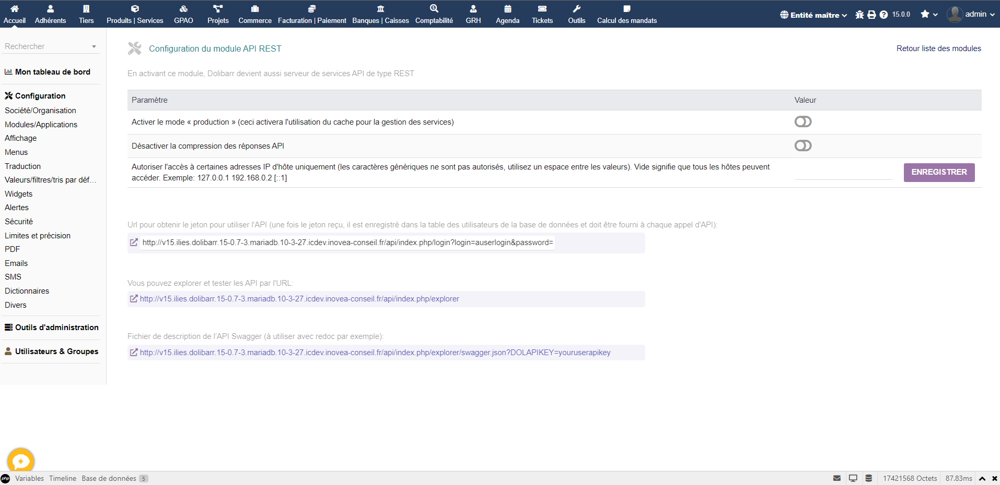 Accueil
Adhérents
Tiers
Produits | Services
GPAO
Projets
Commerce
Facturation | Paiement
Banques | Caisses
Comptabilité
GRH
Agenda
Tickets
Outils
Calcul des mandats
Entité maître
15.0.0
admin
Rechercher
Mon tableau de bord
Configuration
Société/Organisation
Modules/Applications
Affichage
Menus
Traduction
Valeurs/filtres/tris par déf…
Widgets
Alertes
Sécurité
Limites et précision
PDF
Emails
SMS
Dictionnaires
Divers
Outils d'administration
Utilisateurs & Groupes
Configuration du module API REST
Retour liste des modules
En activant ce module, Dolibarr devient aussi serveur de services API de type REST
Paramètre
Valeur
Activer le mode « production » (ceci activera l'utilisation du cache pour la gestion des services)
Désactiver la compression des réponses API
Autoriser l'accès à certaines adresses IP d'hôte uniquement (les caractères génériques ne sont pas autorisés, utilisez un espace entre les valeurs). Vide signifie que tous les hôtes peuvent
accéder. Exemple: 127.0.0.1 192.168.0.2 [::1]
ENREGISTRER
Url pour obtenir le jeton pour utiliser l'API (une fois le jeton reçu, il est enregistré dans la table des utilisateurs de la base de données et doit être fourni à chaque appel d'API):
http://v15.ilies.dolibarr.15-0.7-3.mariadb.10-3-27.icdev.inovea-conseil.fr/api/index.php/login?login=auserlogin&password=
Vous pouvez explorer et tester les API par l'URL:
http://v15.ilies.dolibarr.15-0.7-3.mariadb.10-3-27.icdev.inovea-conseil.fr/api/index.php/explorer
Fichier de description de l'API Swagger (à utiliser avec redoc par exemple):
http://v15.ilies.dolibarr.15-0.7-3.mariadb.10-3-27.icdev.inovea-conseil.fr/api/index.php/explorer/swagger.json?DOLAPIKEY=youruserapikey
php
Variables
Timeline
Base de données 5
17421568 Octets
87.83ms